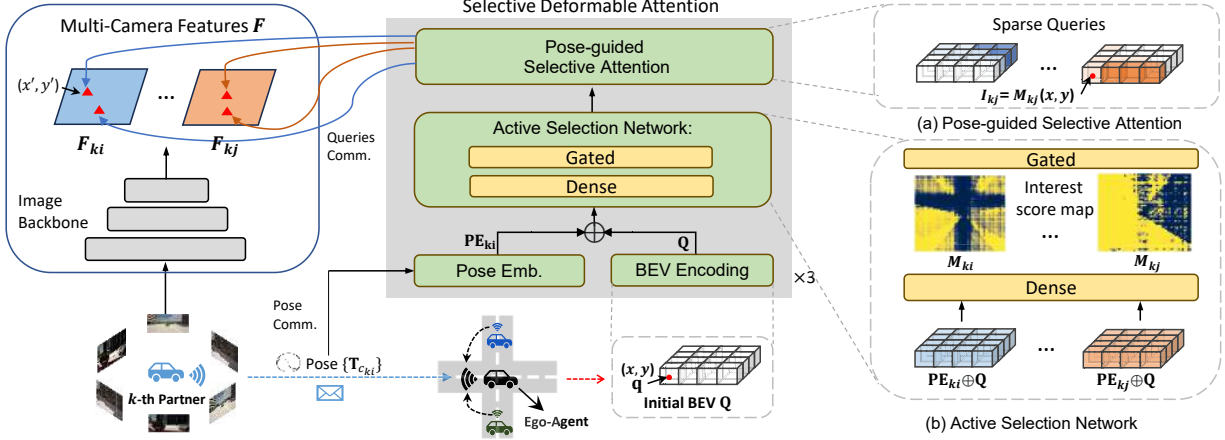 Selective Deformable Attention
Multi-Camera Features F
(x′, y′)
...
F_ki
F_kj
Image
Backbone
Queries
Comm.
Pose-guided
Selective Attention
Active Selection Network:
Gated
Dense
PE_ki
Q
Pose Emb.
BEV Encoding
×3
Pose
Comm.
Pose {T_c_ki}
k-th Partner
Ego-Agent
(x, y)
q
Initial BEV Q
Sparse Queries
...
I_kj = M_kj(x, y)
(a) Pose-guided Selective Attention
Gated
Interest
score map
...
M_ki
M_kj
Dense
...
PE_ki⊕Q
PE_kj⊕Q
(b) Active Selection Network